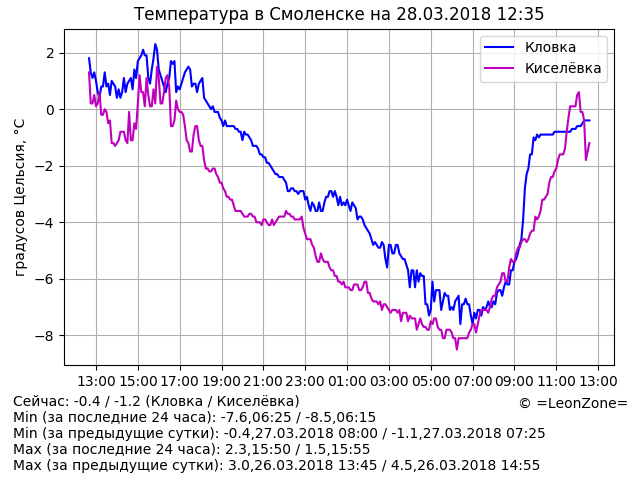 Температура в Смоленске на 28.03.2018 12:35
Кловка
Киселёвка
градусов Цельсия, °C
2
0
−2
−4
−6
−8
13:00 15:00 17:00 19:00 21:00 23:00 01:00 03:00 05:00 07:00 09:00 11:00 13:00
Сейчас: -0.4 / -1.2 (Кловка / Киселёвка)
© =LeonZone=
Min (за последние 24 часа): -7.6,06:25 / -8.5,06:15
Min (за предыдущие сутки): -0.4,27.03.2018 08:00 / -1.1,27.03.2018 07:25
Max (за последние 24 часа): 2.3,15:50 / 1.5,15:55
Max (за предыдущие сутки): 3.0,26.03.2018 13:45 / 4.5,26.03.2018 14:55